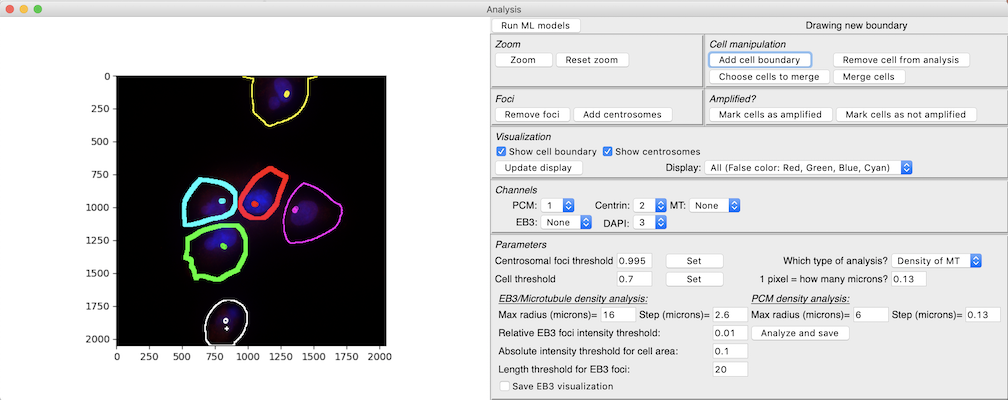 Analysis
Run ML models
Drawing new boundary
Zoom
Zoom Reset zoom
Cell manipulation
Add cell boundary Remove cell from analysis
Choose cells to merge Merge cells
Foci
Remove foci Add centrosomes
Amplified?
Mark cells as amplified Mark cells as not amplified
Visualization
Show cell boundary Show centrosomes
Update display Display: All (False color: Red, Green, Blue, Cyan)
Channels
PCM: 1 Centrin: 2 MT: None
EB3: None DAPI: 3
Parameters
Centrosomal foci threshold 0.995 Set Which type of analysis? Density of MT
Cell threshold 0.7 Set 1 pixel = how many microns? 0.13
EB3/Microtubule density analysis: PCM density analysis:
Max radius (microns)= 16 Step (microns)= 2.6 Max radius (microns)= 6 Step (microns)= 0.13
Relative EB3 foci intensity threshold: 0.01 Analyze and save
Absolute intensity threshold for cell area: 0.1
Length threshold for EB3 foci: 20
Save EB3 visualization
0
250
500
750
1000
1250
1500
1750
2000
0 250 500 750 1000 1250 1500 1750 2000